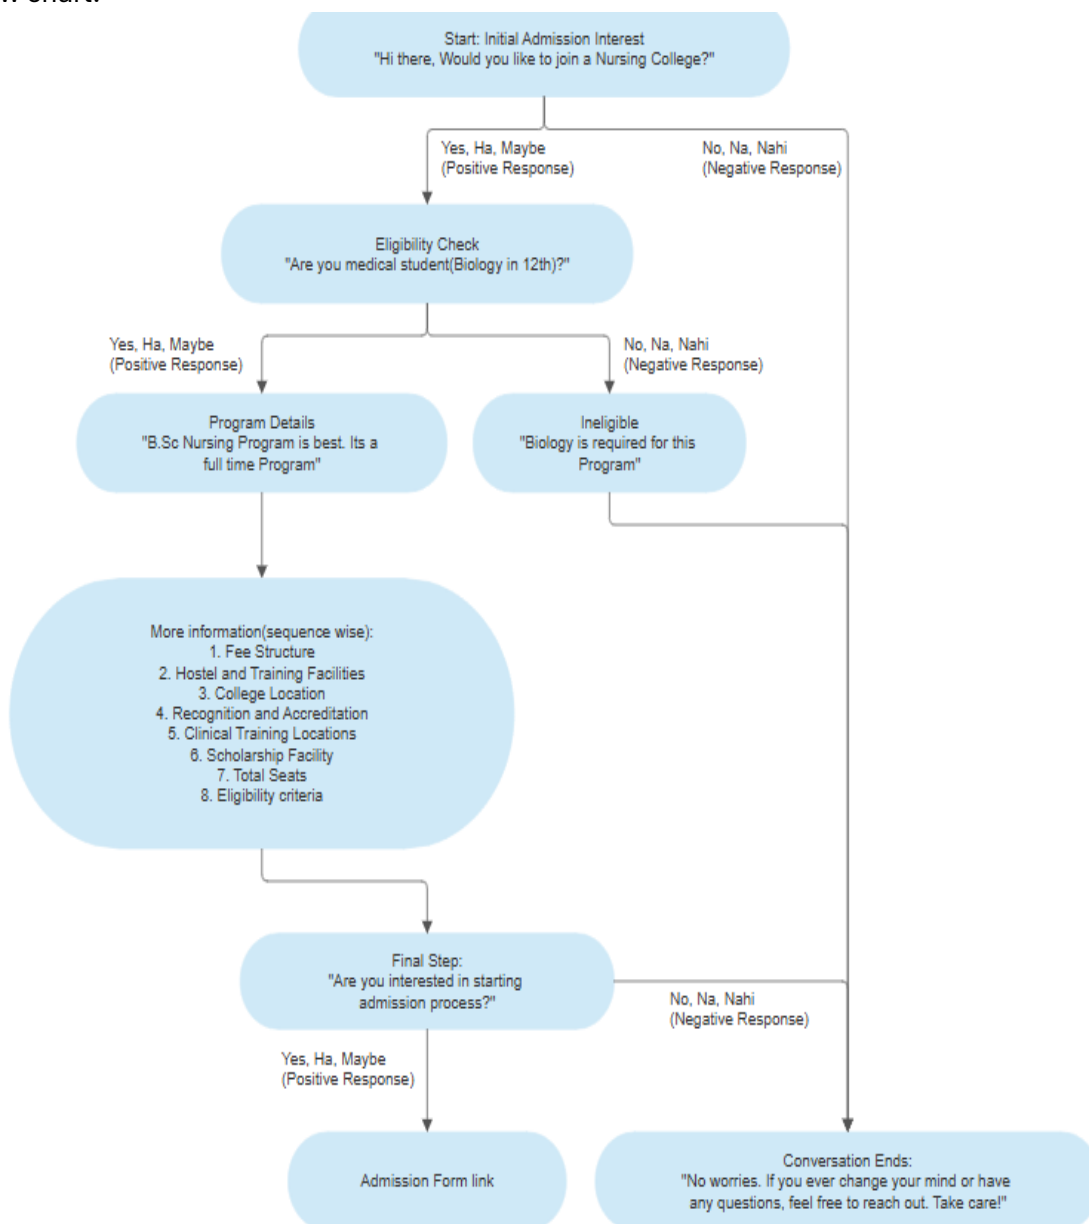 chart.
Start: Initial Admission Interest
"Hi there, Would you like to join a Nursing College?"
Yes, Ha, Maybe
(Positive Response)
No, Na, Nahi
(Negative Response)
Eligibility Check
"Are you medical student(Biology in 12th)?"
Yes, Ha, Maybe
(Positive Response)
No, Na, Nahi
(Negative Response)
Program Details
"B.Sc Nursing Program is best. Its a
full time Program"
Ineligible
"Biology is required for this
Program"
More information(sequence wise):
1. Fee Structure
2. Hostel and Training Facilities
3. College Location
4. Recognition and Accreditation
5. Clinical Training Locations
6. Scholarship Facility
7. Total Seats
8. Eligibility criteria
Final Step:
"Are you interested in starting
admission process?"
No, Na, Nahi
(Negative Response)
Yes, Ha, Maybe
(Positive Response)
Admission Form link
Conversation Ends:
"No worries. If you ever change your mind or have
any questions, feel free to reach out. Take care!"